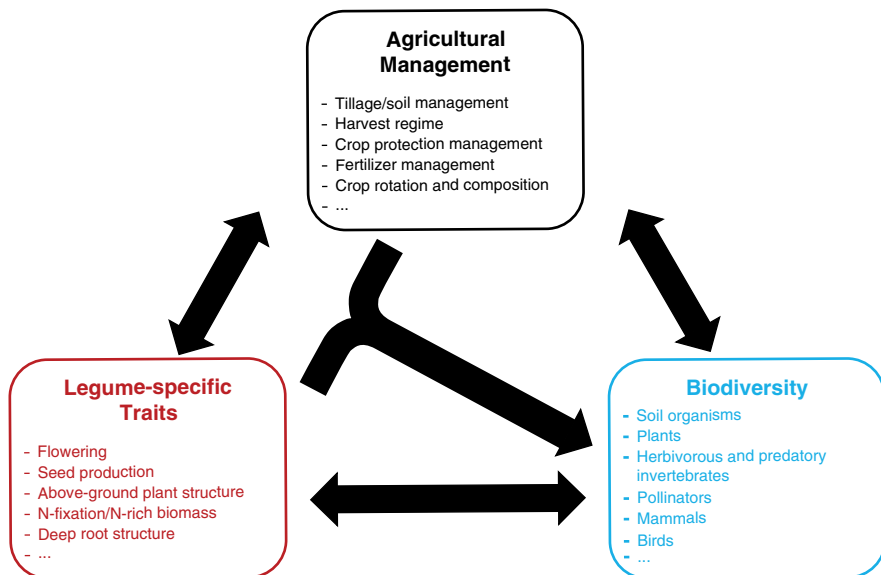 Agricultural
Management
- Tillage/soil management
- Harvest regime
- Crop protection management
- Fertilizer management
- Crop rotation and composition
- ...
Legume-specific
Traits
- Flowering
- Seed production
- Above-ground plant structure
- N-fixation/N-rich biomass
- Deep root structure
- ...
Biodiversity
- Soil organisms
- Plants
- Herbivorous and predatory
invertebrates
- Pollinators
- Mammals
- Birds
- ...